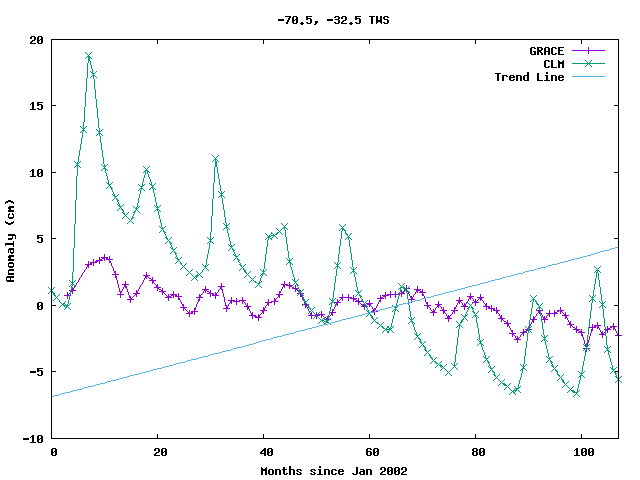 -70.5, -32.5 TWS
20
15
10
5
0
-5
-10
Anomaly (cm)
GRACE
CLM
Trend Line
0 20 40 60 80 100
Months since Jan 2002